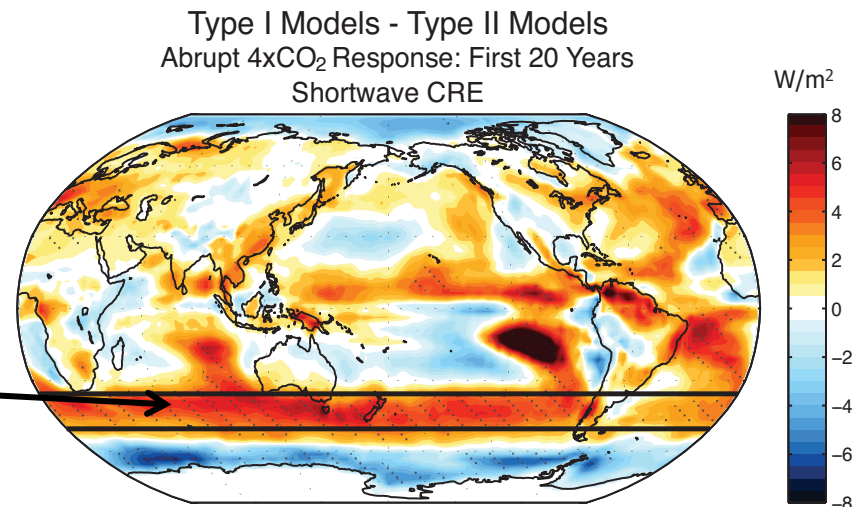 Type I Models - Type II Models
Abrupt 4xCO₂ Response: First 20 Years
Shortwave CRE
W/m²
8
6
4
2
0
−2
−4
−6
−8